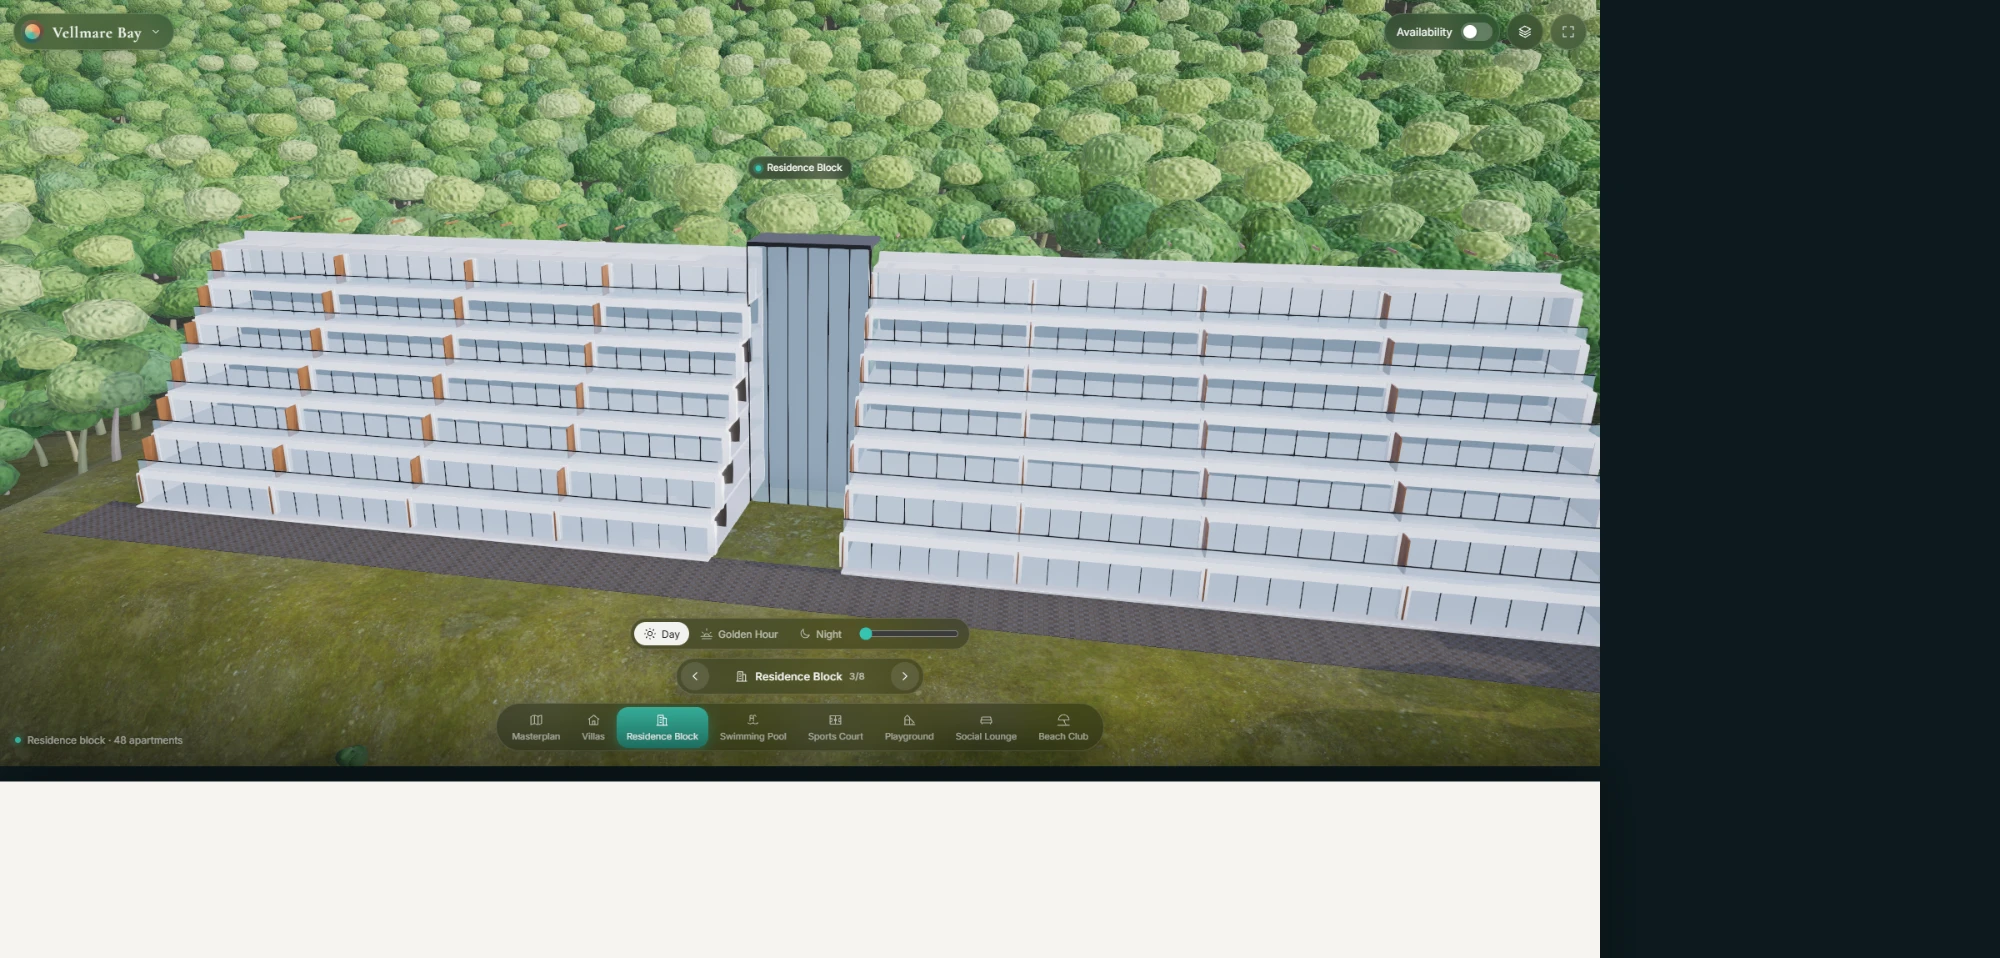 Vellmare Bay
Availability
Residence Block
Day Golden Hour Night
Residence Block 3/8
Masterplan Villas Residence Block Swimming Pool Sports Court Playground Social Lounge Beach Club
Residence block · 48 apartments